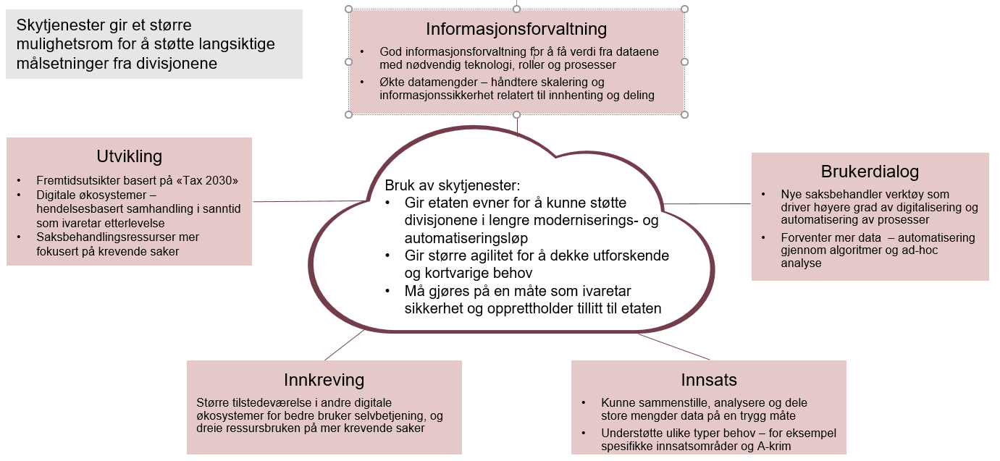 Skytjenester gir et større
mulighetsrom for å støtte langsiktige
målsetninger fra divisjonene
Informasjonsforvaltning
• God informasjonsforvaltning for å få verdi fra dataene
med nødvendig teknologi, roller og prosesser
• Økte datamengder – håndtere skalering og
informasjonssikkerhet relatert til innhenting og deling
Utvikling
• Fremtidsutsikter basert på «Tax 2030»
• Digitale økosystemer –
hendelsesbasert samhandling i sanntid
som ivaretar etterlevelse
• Saksbehandlingsressurser mer
fokusert på krevende saker
Bruk av skytjenester:
• Gir etaten evner for å kunne støtte
divisjonene i lengre moderniserings- og
automatiseringsløp
• Gir større agilitet for å dekke utforskende
og kortvarige behov
• Må gjøres på en måte som ivaretar
sikkerhet og opprettholder tillitt til etaten
Brukerdialog
• Nye saksbehandler verktøy som
driver høyere grad av digitalisering og
automatisering av prosesser
• Forventer mer data – automatisering
gjennom algoritmer og ad-hoc
analyse
Innkreving
Større tilstedeværelse i andre digitale
økosystemer for bedre bruker selvbetjening, og
dreie ressursbruken på mer krevende saker
Innsats
• Kunne sammenstille, analysere og dele
store mengder data på en trygg måte
• Understøtte ulike typer behov – for eksempel
spesifikke innsatsområder og A-krim